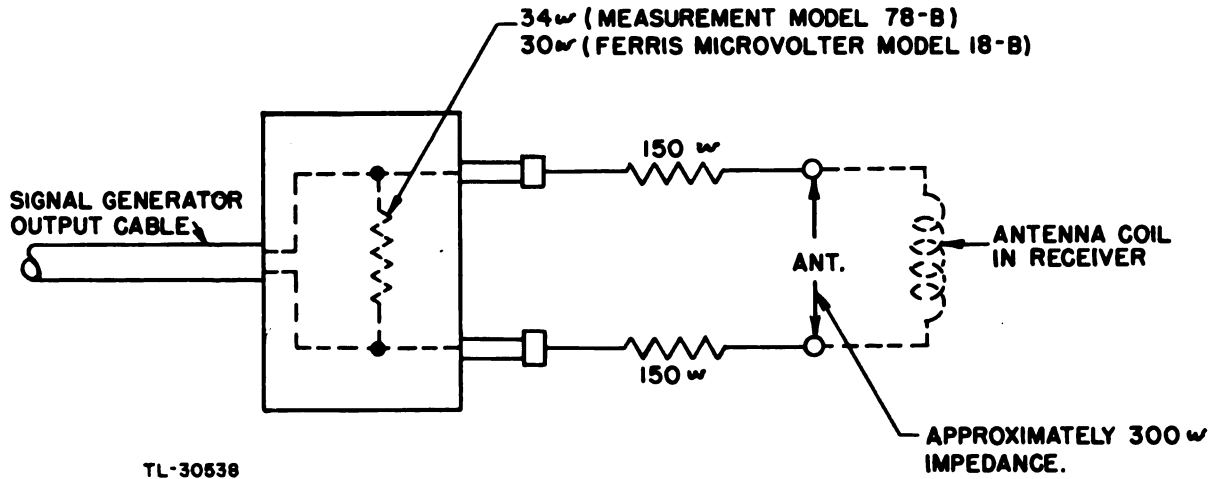 34ω (MEASUREMENT MODEL 78-B)
30ω (FERRIS MICROVOLTER MODEL 18-B)
150 ω
SIGNAL GENERATOR
OUTPUT CABLE
ANT.
ANTENNA COIL
IN RECEIVER
150 ω
APPROXIMATELY 300 ω
IMPEDANCE.
TL-30538